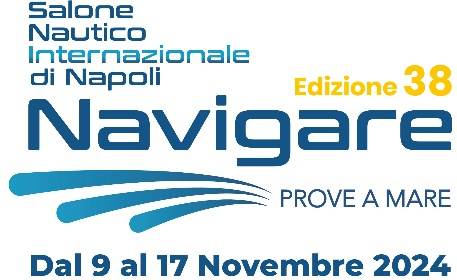 Salone
Nautico
Internazionale
di Napoli
Edizione 38
Navigare
PROVE A MARE
Dal 9 al 17 Novembre 2024